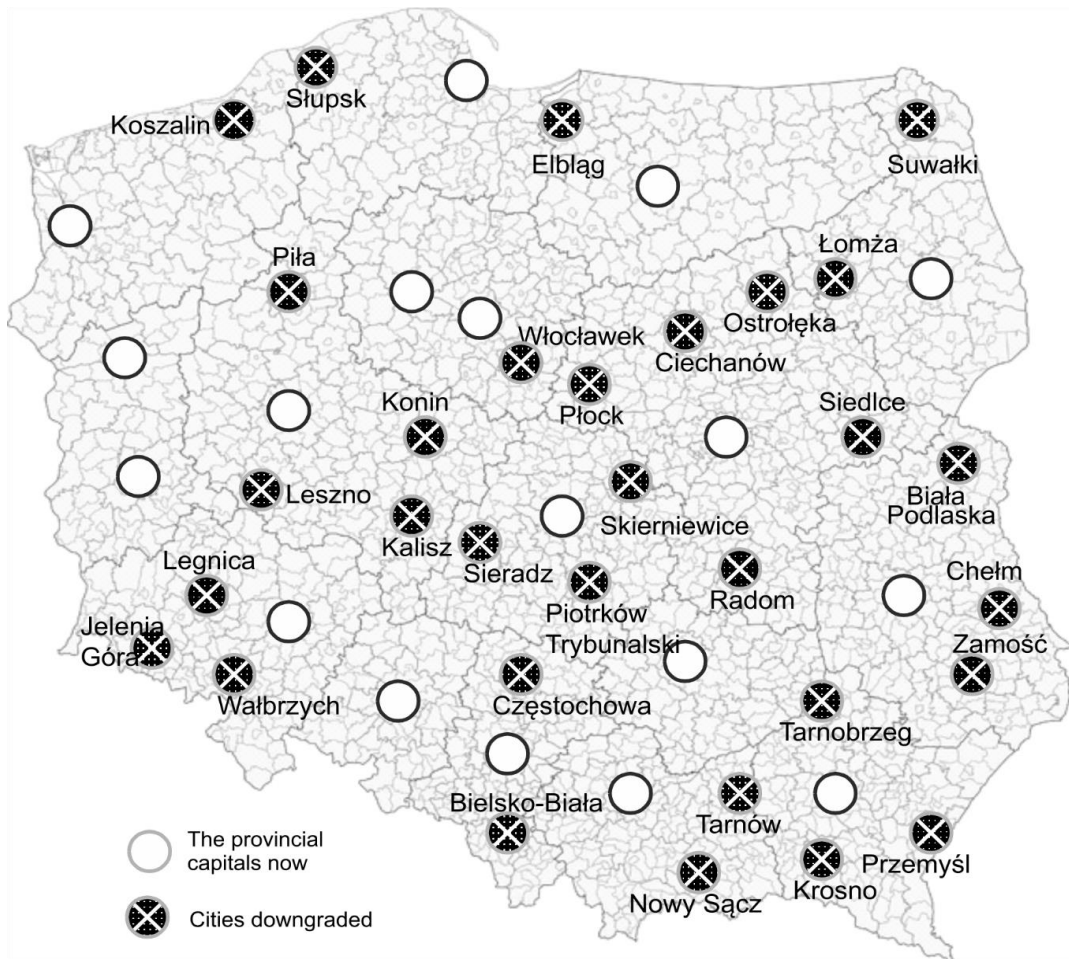 Słupsk
Koszalin
Elbląg
Suwałki
Łomża
Piła
Ostrołęka
Włocławek
Ciechanów
Płock
Konin
Siedlce
Leszno
Biała
Podlaska
Skierniewice
Kalisz
Sieradz
Legnica
Chełm
Radom
Piotrków
Trybunalski
Jelenia
Góra
Zamość
Wałbrzych
Częstochowa
Tarnobrzeg
Bielsko-Biała
Tarnów
The provincial
capitals now
Przemyśl
Krosno
Nowy Sącz
Cities downgraded